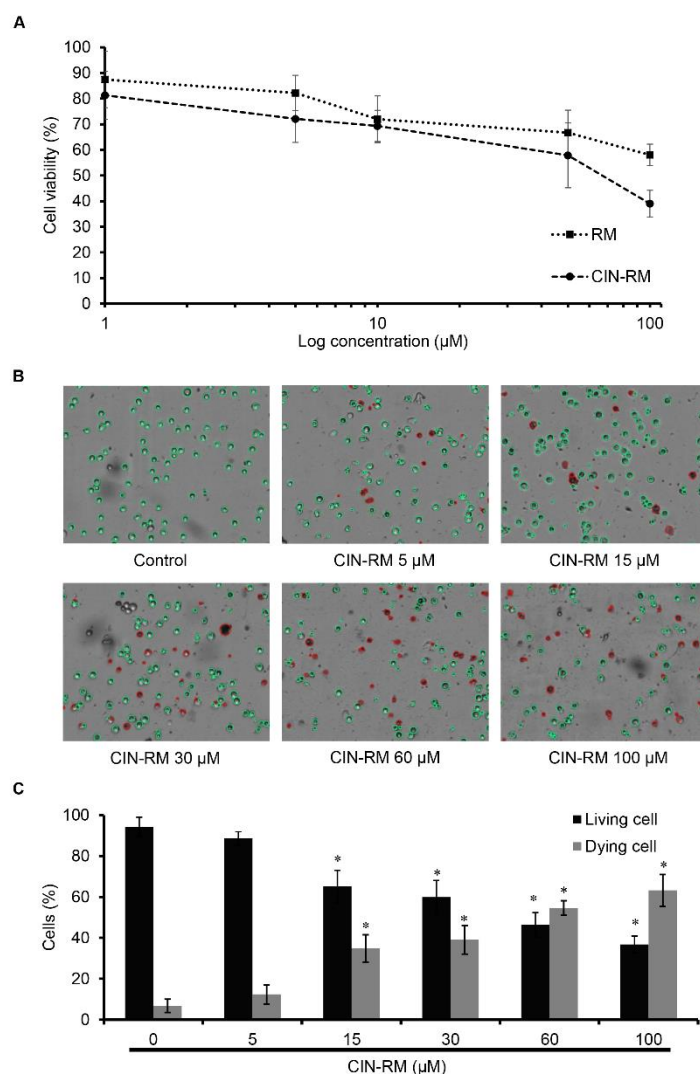 A
100
90
80
70
60
50
40
30
20
10
0
Cell viability (%)
RM
CIN-RM
1 10 100
Log concentration (µM)
B
Control CIN-RM 5 µM CIN-RM 15 µM
CIN-RM 30 µM CIN-RM 60 µM CIN-RM 100 µM
C
100
80
60
40
20
0
Cells (%)
Living cell
Dying cell
* * * * * * * *
0 5 15 30 60 100
CIN-RM (µM)